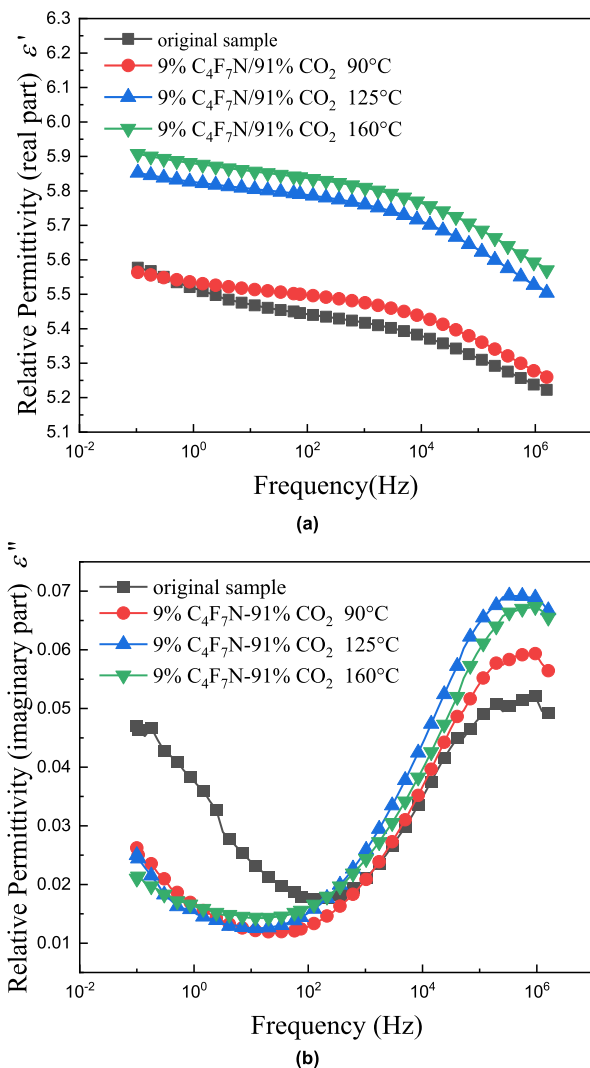 6.3
6.2
6.1
6.0
5.9
5.8
5.7
5.6
5.5
5.4
5.3
5.2
5.1
Relative Permittivity (real part) ε'
original sample
9% C₄F₇N/91% CO₂ 90°C
9% C₄F₇N/91% CO₂ 125°C
9% C₄F₇N/91% CO₂ 160°C
10⁻² 10⁰ 10² 10⁴ 10⁶
Frequency(Hz)
(a)
0.07
0.06
0.05
0.04
0.03
0.02
0.01
Relative Permittivity (imaginary part) ε"
original sample
9% C₄F₇N-91% CO₂ 90°C
9% C₄F₇N-91% CO₂ 125°C
9% C₄F₇N-91% CO₂ 160°C
10⁻² 10⁰ 10² 10⁴ 10⁶
Frequency (Hz)
(b)